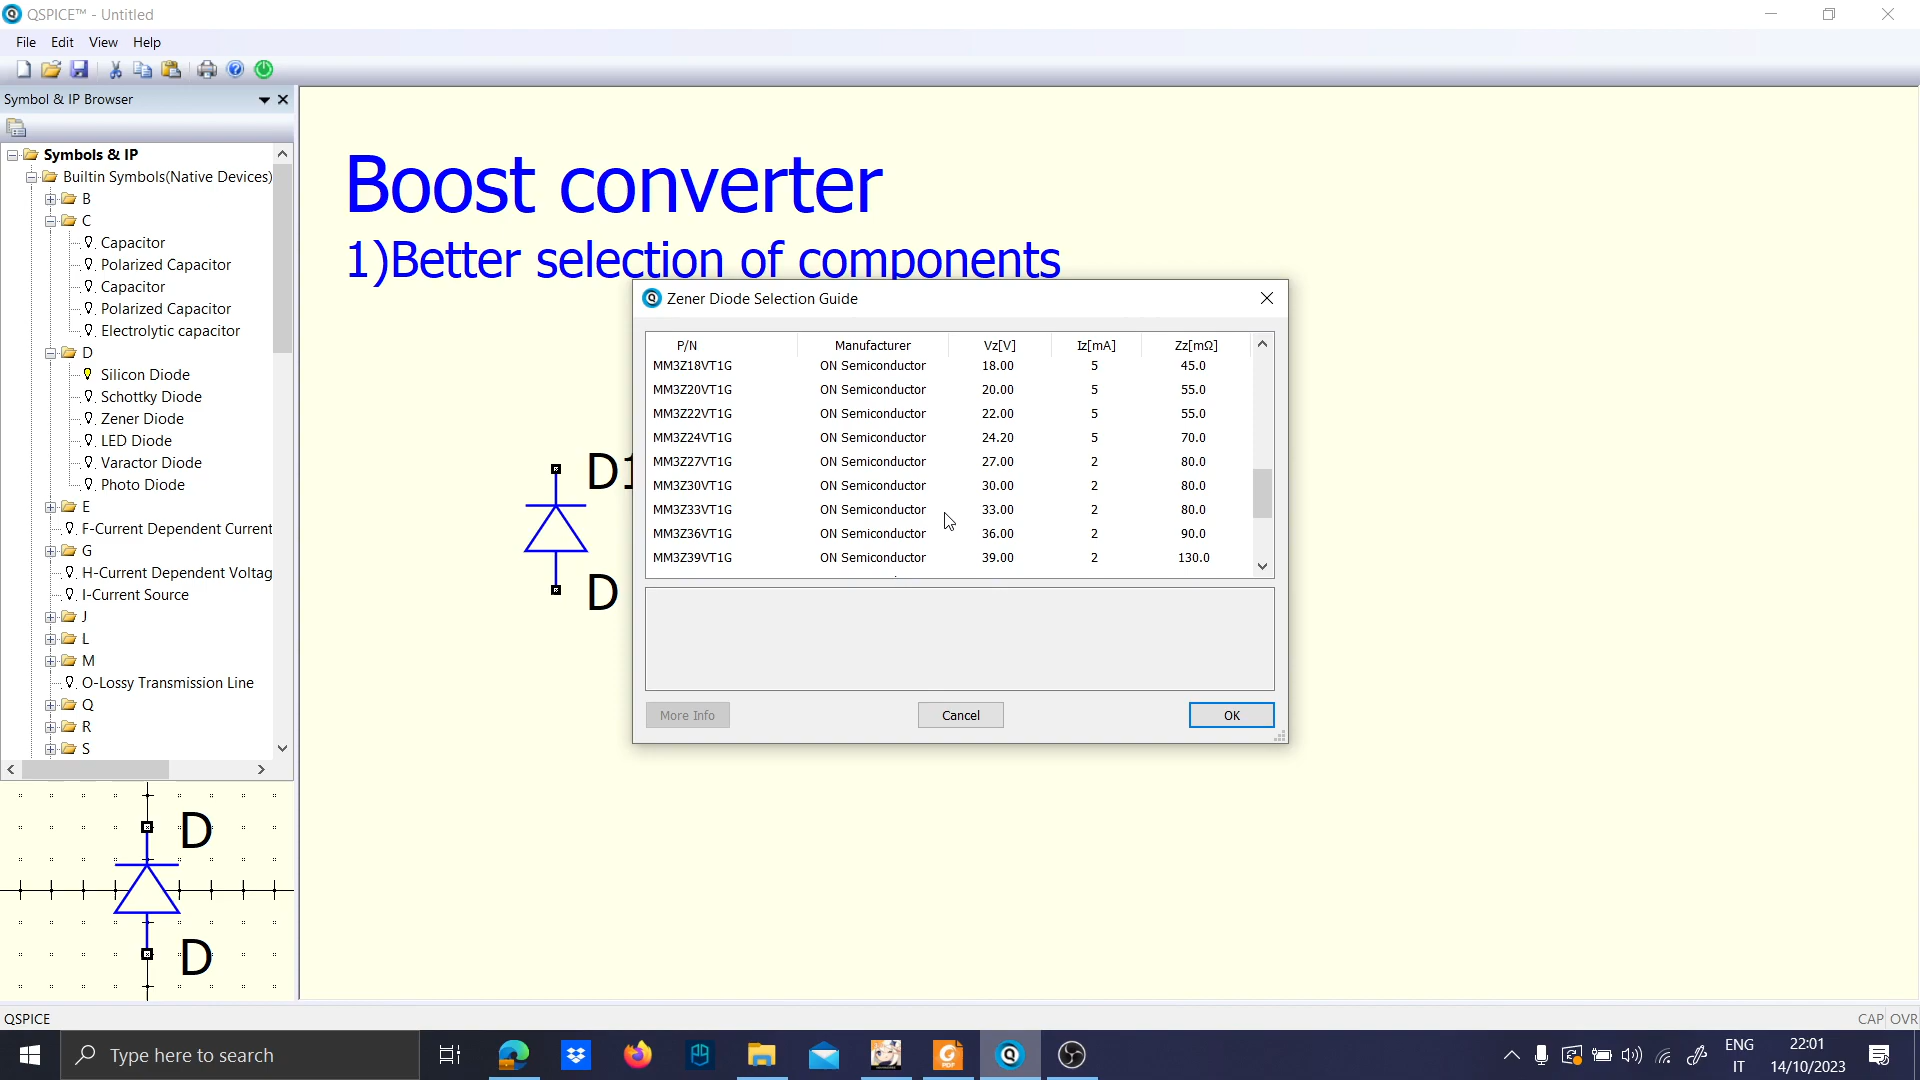 QSPICE™ - Untitled
File Edit View Help
Symbol & IP Browser
Symbols & IP
Builtin Symbols(Native Devices)
B
C
Capacitor
Polarized Capacitor
Capacitor
Polarized Capacitor
Electrolytic capacitor
D
Silicon Diode
Schottky Diode
Zener Diode
LED Diode
Varactor Diode
Photo Diode
E
F-Current Dependent Current
G
H-Current Dependent Voltag
I-Current Source
J
L
M
O-Lossy Transmission Line
Q
R
S
D
D
Boost converter
1)Better selection of components
D1
D
Zener Diode Selection Guide
P/N Manufacturer Vz[V] Iz[mA] Zz[mΩ]
MM3Z18VT1G ON Semiconductor 18.00 5 45.0
MM3Z20VT1G ON Semiconductor 20.00 5 55.0
MM3Z22VT1G ON Semiconductor 22.00 5 55.0
MM3Z24VT1G ON Semiconductor 24.20 5 70.0
MM3Z27VT1G ON Semiconductor 27.00 2 80.0
MM3Z30VT1G ON Semiconductor 30.00 2 80.0
MM3Z33VT1G ON Semiconductor 33.00 2 80.0
MM3Z36VT1G ON Semiconductor 36.00 2 90.0
MM3Z39VT1G ON Semiconductor 39.00 2 130.0
More Info Cancel OK
QSPICE CAP OVR
Type here to search
ENG
IT
22:01
14/10/2023